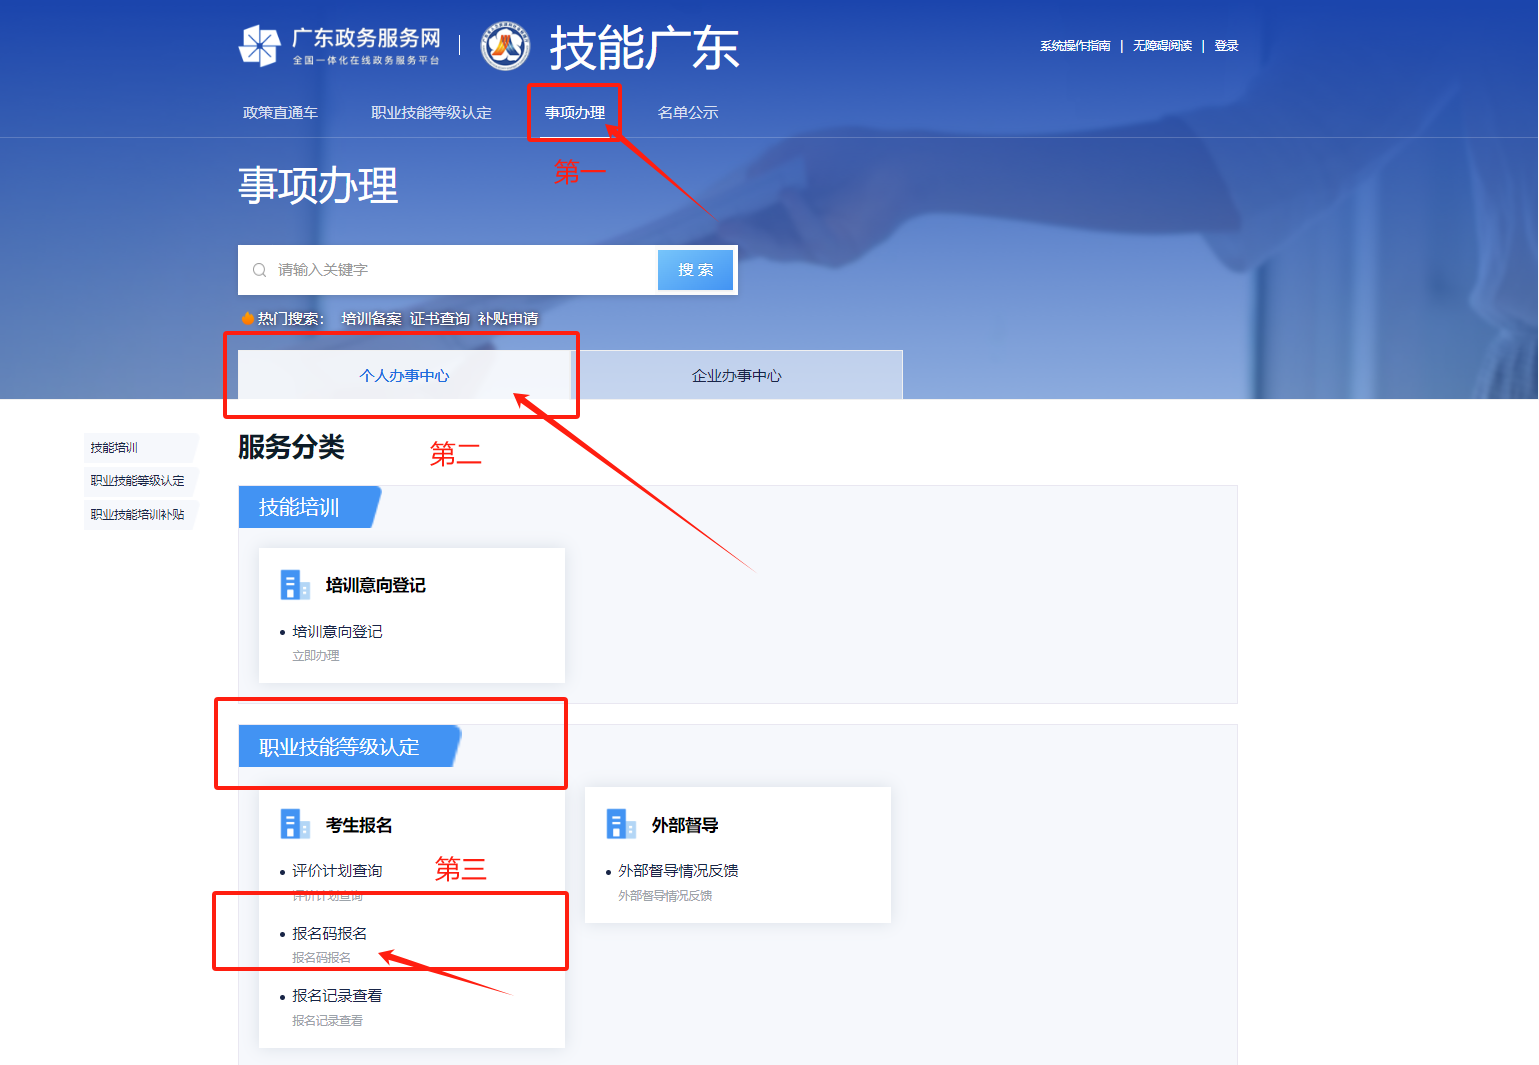 广东政务服务网
全国一体化在线政务服务平台
技能广东
系统操作指南 | 无障碍阅读 | 登录
政策直通车 职业技能等级认定 事项办理 名单公示
第一
事项办理
请输入关键字 搜 索
热门搜索： 培训备案 证书查询 补贴申请
个人办事中心 企业办事中心
技能培训
职业技能等级认定
职业技能培训补贴
服务分类
第二
技能培训
培训意向登记
培训意向登记
立即办理
职业技能等级认定
考生报名
评价计划查询
评价计划查询
第三
报名码报名
报名码报名
报名记录查看
报名记录查看
外部督导
外部督导情况反馈
外部督导情况反馈